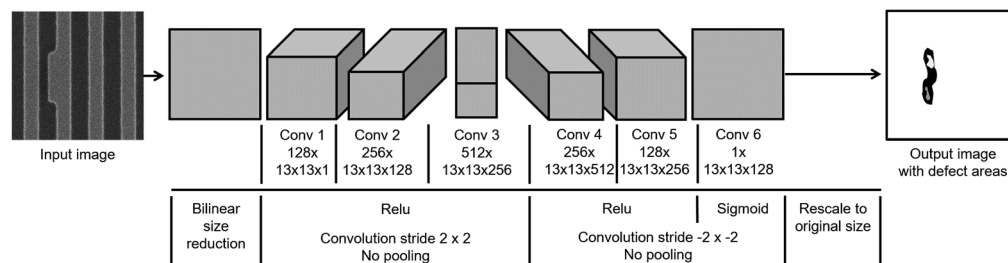 Input image
Conv 1
128x
13x13x1
Conv 2
256x
13x13x128
Conv 3
512x
13x13x256
Conv 4
256x
13x13x512
Conv 5
128x
13x13x256
Conv 6
1x
13x13x128
Output image
with defect areas
Bilinear
size
reduction
Relu
Convolution stride 2 x 2
No pooling
Relu
Sigmoid
Convolution stride -2 x -2
No pooling
Rescale to
original size